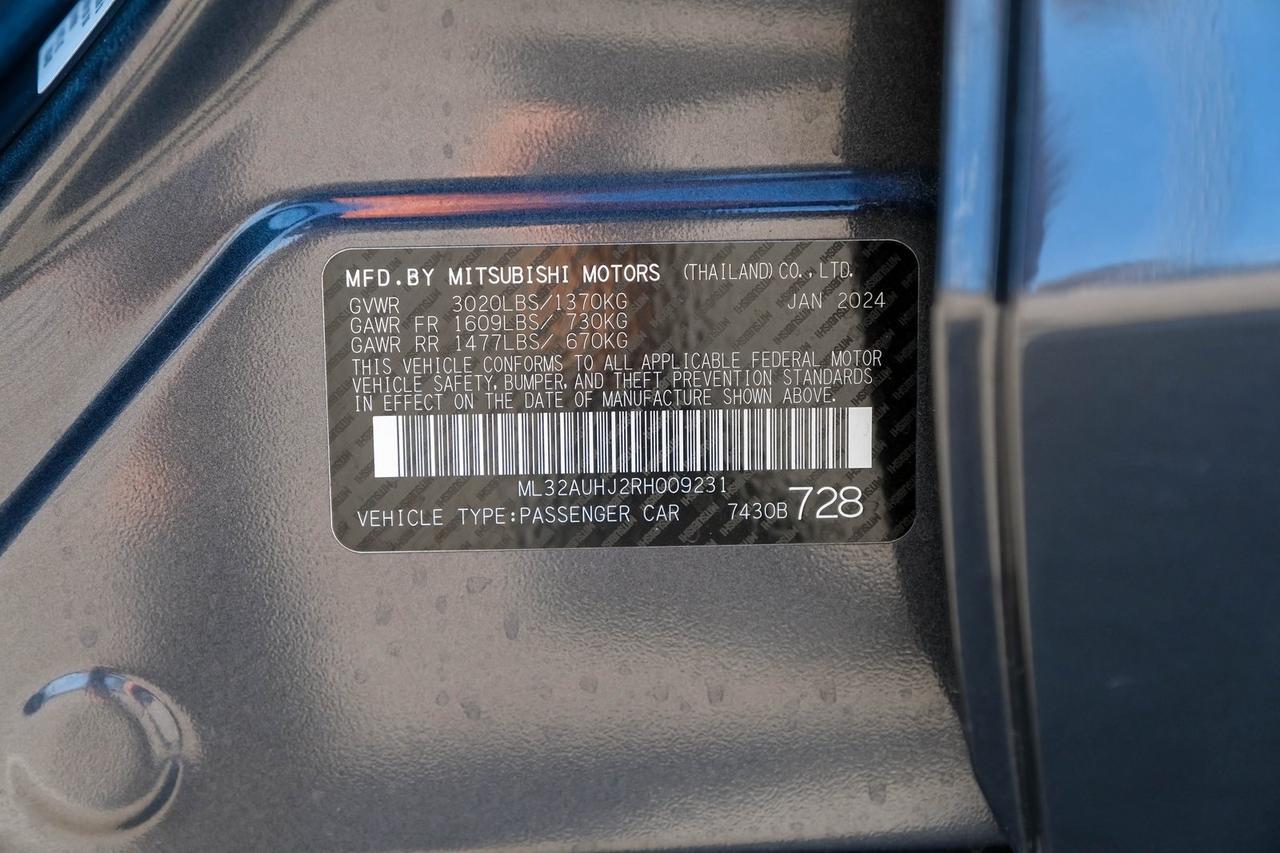 MFD.BY MITSUBISHI MOTORS (THAILAND) CO., LTD.
GVWR 3020LBS/1370KG JAN 2024
GAWR FR 1609LBS/ 730KG
GAWR RR 1477LBS/ 670KG
THIS VEHICLE CONFORMS TO ALL APPLICABLE FEDERAL MOTOR
VEHICLE SAFETY, BUMPER, AND THEFT PREVENTION STANDARDS
IN EFFECT ON THE DATE OF MANUFACTURE SHOWN ABOVE.
ML32AUHJ2RH009231
VEHICLE TYPE:PASSENGER CAR 7430B 728